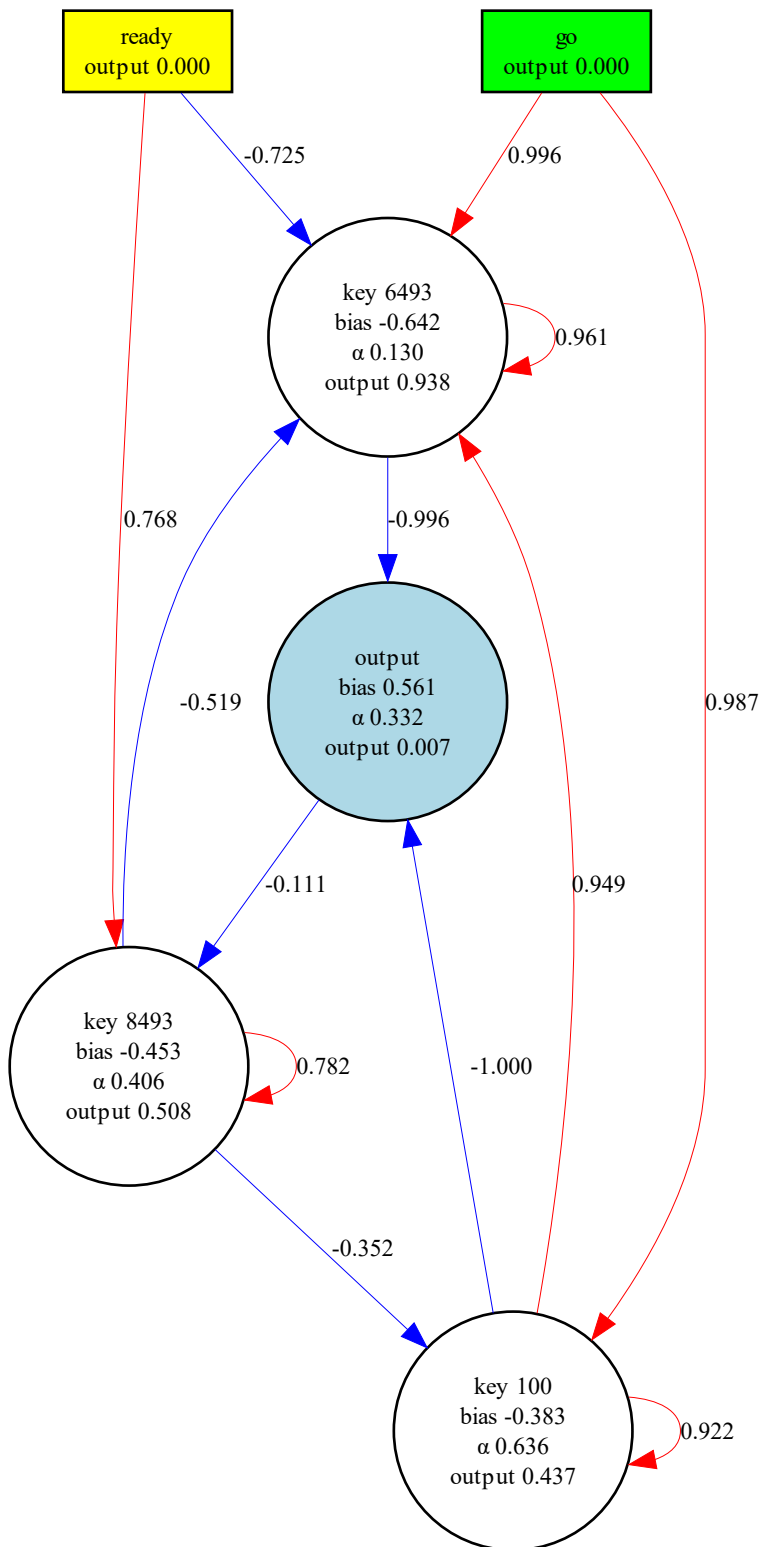 ready
output 0.000
go
output 0.000
-0.725
0.996
key 6493
bias -0.642
α 0.130
output 0.938
0.961
0.768
-0.996
-0.519
output
bias 0.561
α 0.332
output 0.007
0.987
-0.111
0.949
key 8493
bias -0.453
α 0.406
output 0.508
0.782
-1.000
-0.352
key 100
bias -0.383
α 0.636
output 0.437
0.922